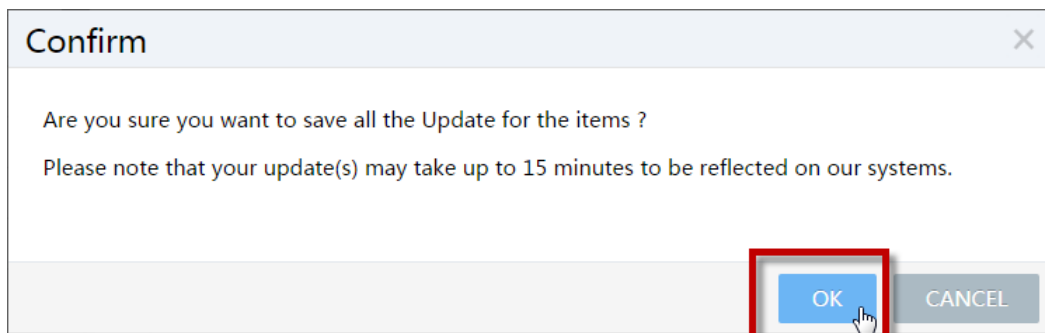 Confirm
Are you sure you want to save all the Update for the items ?
Please note that your update(s) may take up to 15 minutes to be reflected on our systems.
OK
CANCEL